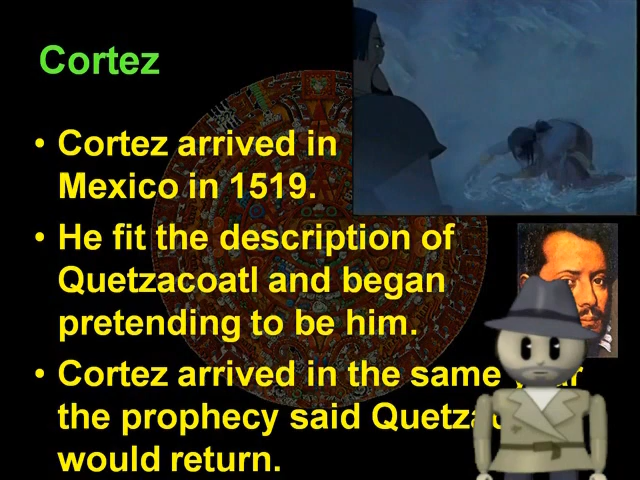 Cortez
• Cortez arrived in
Mexico in 1519.
• He fit the description of
Quetzacoatl and began
pretending to be him.
• Cortez arrived in the same
the prophecy said
would return.